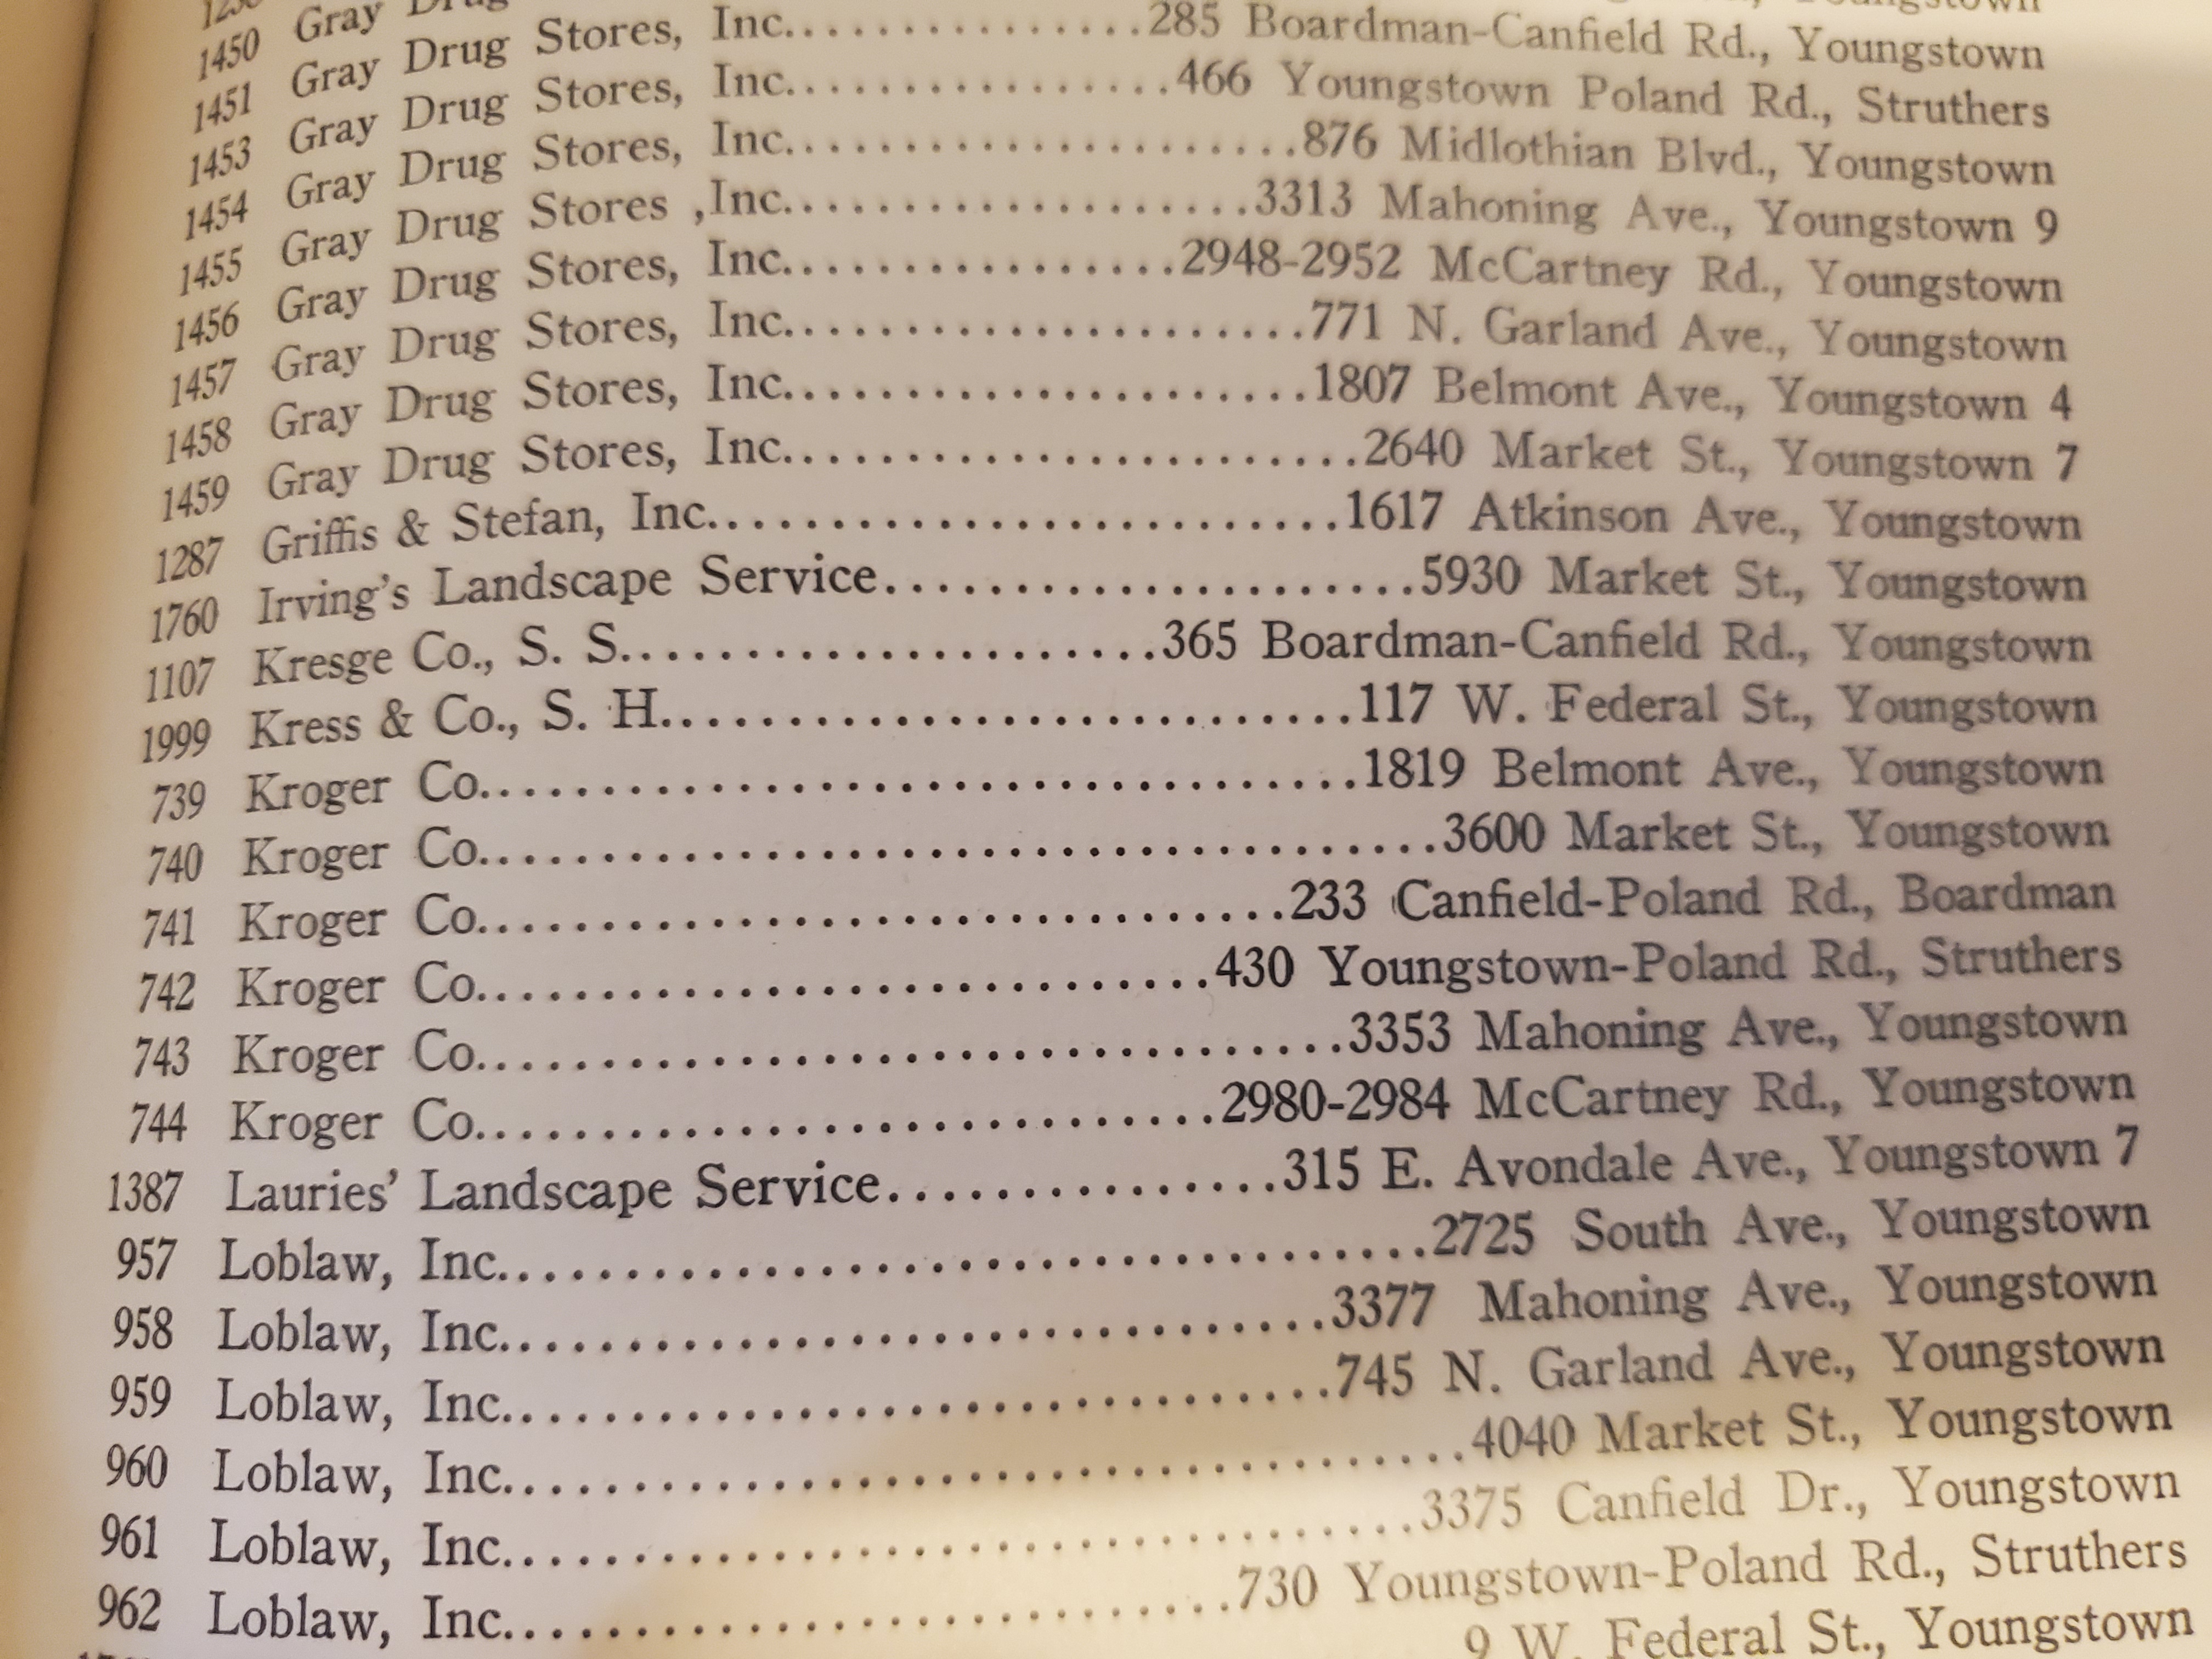 1450 Gray Drug Youngstown
1451 Gray Drug Stores, Inc................285 Boardman-Canfield Rd., Youngstown
1453 Gray Drug Stores, Inc.................466 Youngstown Poland Rd., Struthers
1454 Gray Drug Stores, Inc.......................876 Midlothian Blvd., Youngstown
1455 Gray Drug Stores ,Inc.....................3313 Mahoning Ave., Youngstown 9
1456 Gray Drug Stores, Inc..................2948-2952 McCartney Rd., Youngstown
1457 Gray Drug Stores, Inc.......................771 N. Garland Ave., Youngstown
1458 Gray Drug Stores, Inc.......................1807 Belmont Ave., Youngstown 4
1459 Gray Drug Stores, Inc.........................2640 Market St., Youngstown 7
1287 Griffis & Stefan, Inc...........................1617 Atkinson Ave., Youngstown
1760 Irving's Landscape Service.......................5930 Market St., Youngstown
1107 Kresge Co., S. S.......................365 Boardman-Canfield Rd., Youngstown
1999 Kress & Co., S. H..............................117 W. Federal St., Youngstown
739 Kroger Co......................................1819 Belmont Ave., Youngstown
740 Kroger Co.........................................3600 Market St., Youngstown
741 Kroger Co..................................233 Canfield-Poland Rd., Boardman
742 Kroger Co...............................430 Youngstown-Poland Rd., Struthers
743 Kroger Co.....................................3353 Mahoning Ave., Youngstown
744 Kroger Co...............................2980-2984 McCartney Rd., Youngstown
1387 Lauries' Landscape Service.................315 E. Avondale Ave., Youngstown 7
957 Loblaw, Inc.......................................2725 South Ave., Youngstown
958 Loblaw, Inc...................................3377 Mahoning Ave., Youngstown
959 Loblaw, Inc...................................745 N. Garland Ave., Youngstown
960 Loblaw, Inc.........................................4040 Market St., Youngstown
961 Loblaw, Inc.......................................3375 Canfield Dr., Youngstown
962 Loblaw, Inc...............................730 Youngstown-Poland Rd., Struthers
9 W. Federal St., Youngstown